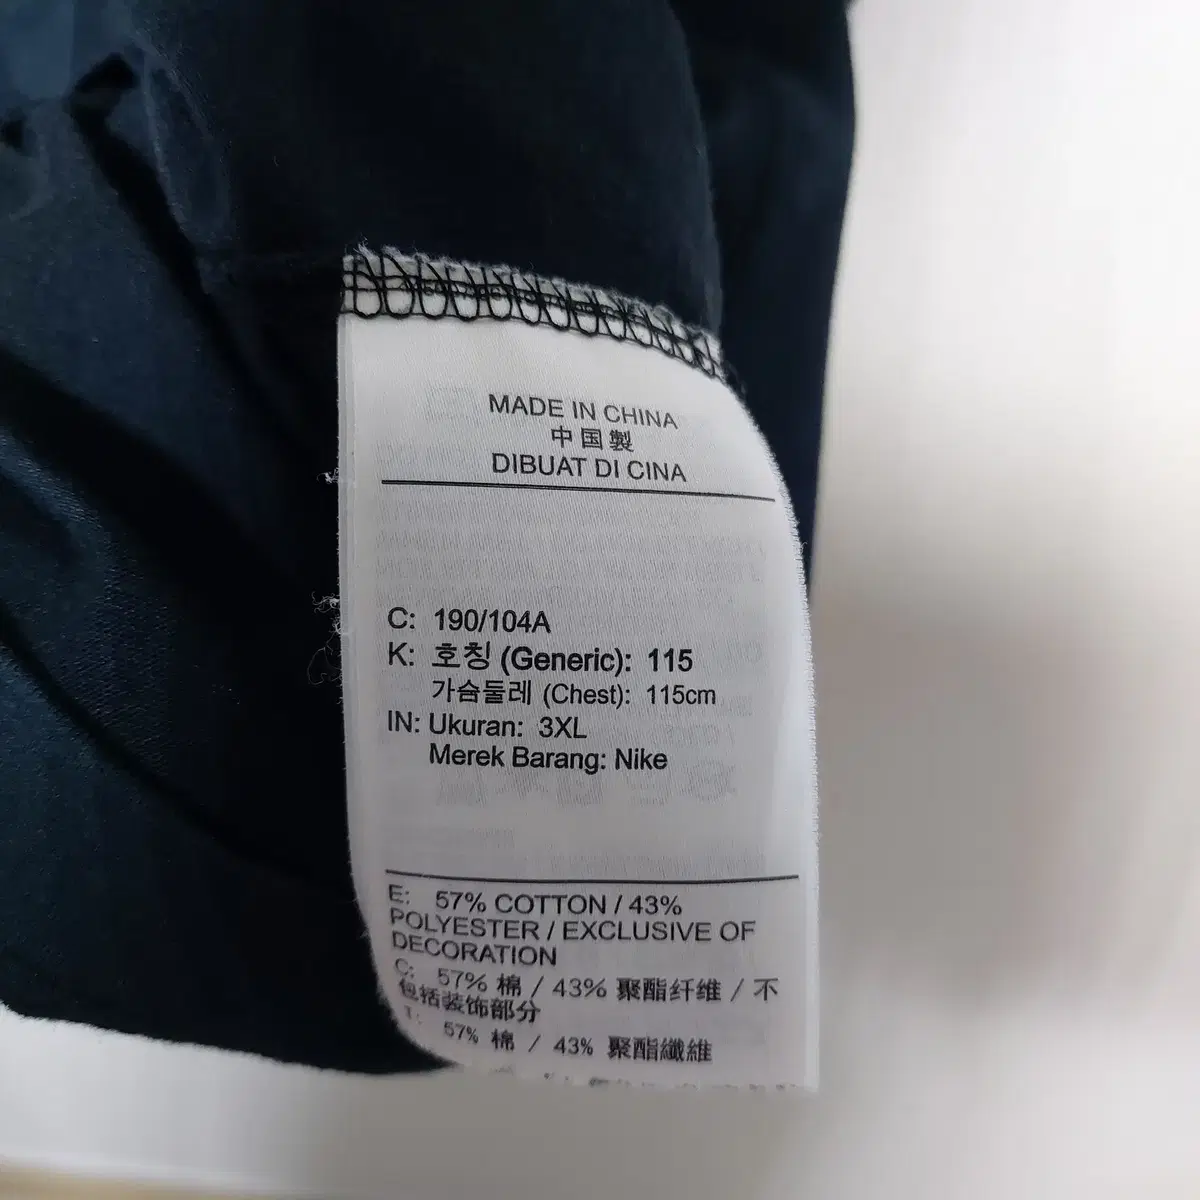 MADE IN CHINA
中国製
DIBUAT DI CINA
C: 190/104A
K: 호칭 (Generic): 115
가슴둘레 (Chest): 115cm
IN: Ukuran: 3XL
Merek Barang: Nike
E: 57% COTTON / 43%
POLYESTER / EXCLUSIVE OF
DECORATION
C: 57% 棉 / 43% 聚酯纤维 / 不
包括装饰部分
T: 57% 棉 / 43% 聚酯纖維